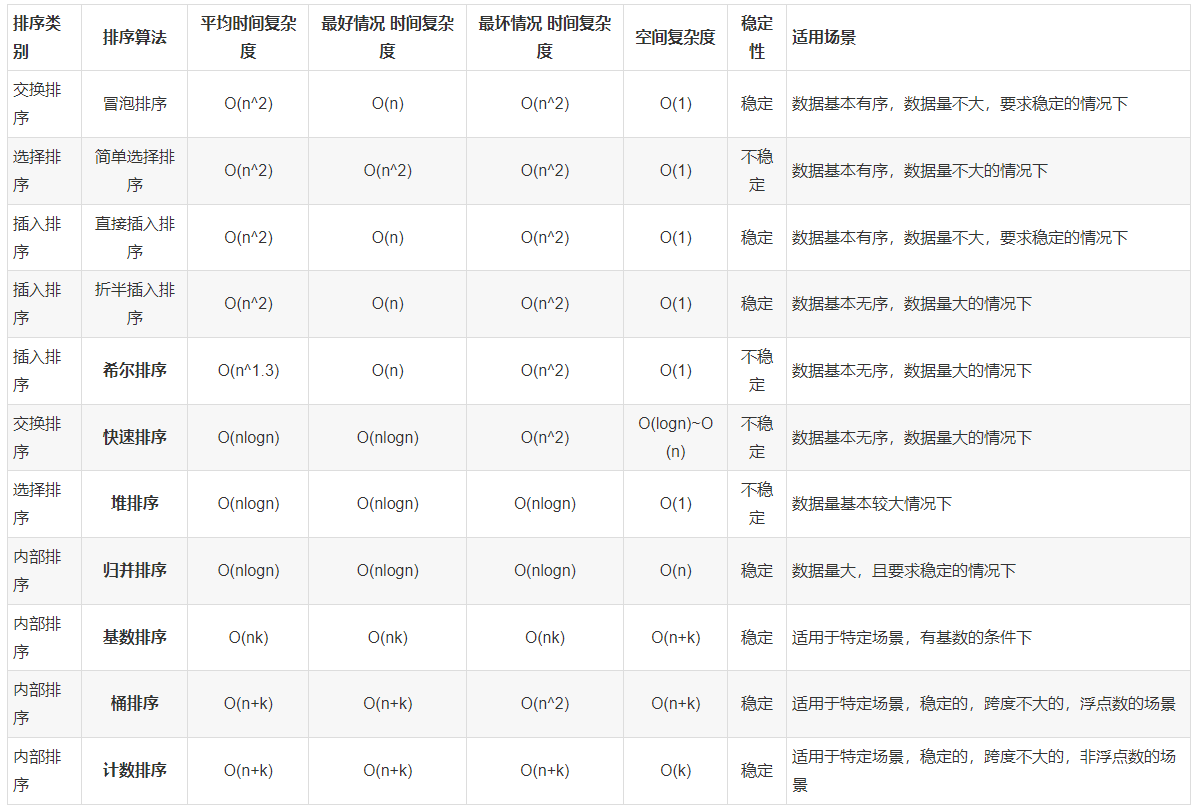 排序类别 排序算法 平均时间复杂度 最好情况 时间复杂度 最坏情况 时间复杂度 空间复杂度 稳定性 适用场景
交换排序 冒泡排序 O(n^2) O(n) O(n^2) O(1) 稳定 数据基本有序，数据量不大，要求稳定的情况下
选择排序 简单选择排序 O(n^2) O(n^2) O(n^2) O(1) 不稳定 数据基本有序，数据量不大的情况下
插入排序 直接插入排序 O(n^2) O(n) O(n^2) O(1) 稳定 数据基本有序，数据量不大，要求稳定的情况下
插入排序 折半插入排序 O(n^2) O(n) O(n^2) O(1) 稳定 数据基本无序，数据量大的情况下
插入排序 希尔排序 O(n^1.3) O(n) O(n^2) O(1) 不稳定 数据基本无序，数据量大的情况下
交换排序 快速排序 O(nlogn) O(nlogn) O(n^2) O(logn)~O(n) 不稳定 数据基本无序，数据量大的情况下
选择排序 堆排序 O(nlogn) O(nlogn) O(nlogn) O(1) 不稳定 数据量基本较大情况下
内部排序 归并排序 O(nlogn) O(nlogn) O(nlogn) O(n) 稳定 数据量大，且要求稳定的情况下
内部排序 基数排序 O(nk) O(nk) O(nk) O(n+k) 稳定 适用于特定场景，有基数的条件下
内部排序 桶排序 O(n+k) O(n+k) O(n^2) O(n+k) 稳定 适用于特定场景，稳定的，跨度不大的，浮点数的场景
内部排序 计数排序 O(n+k) O(n+k) O(n+k) O(k) 稳定 适用于特定场景，稳定的，跨度不大的，非浮点数的场景